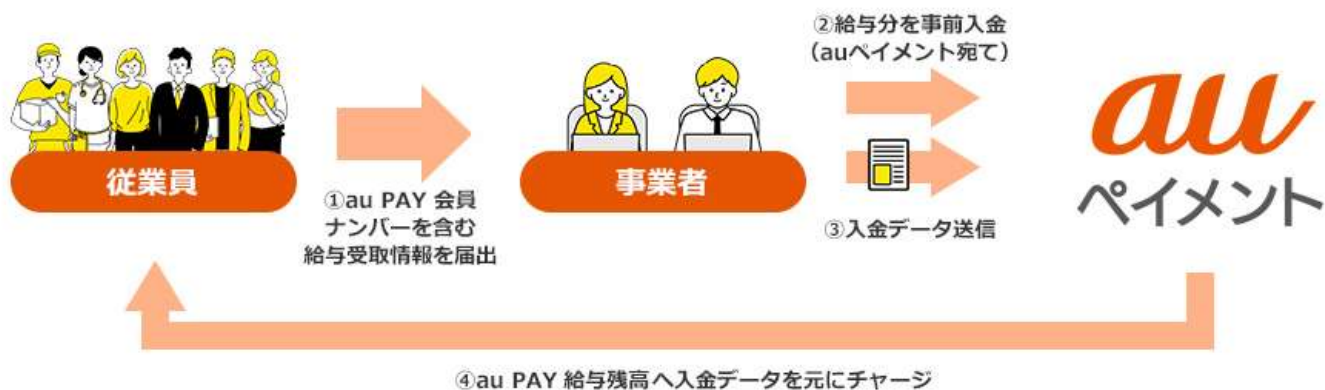 ②給与分を事前入金
(auペイメント宛て)
従業員
事業者
au
ペイメント
①au PAY 会員
ナンバーを含む
給与受取情報を届出
③入金データ送信
④au PAY 給与残高へ入金データを元にチャージ